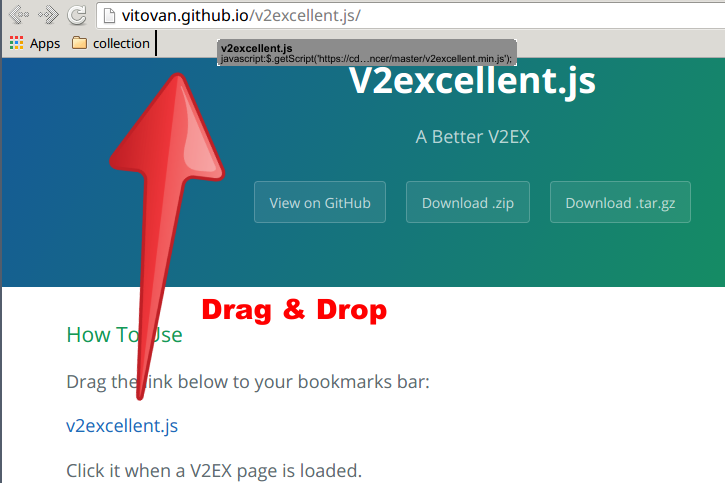 vitovan.github.io/v2excellent.js/
Apps collection
v2excellent.js
javascript:$.getScript('https://cd...ncer/master/v2excellent.min.js');
V2excellent.js
A Better V2EX
View on GitHub Download .zip Download .tar.gz
Drag & Drop
How To Use
Drag the link below to your bookmarks bar:
v2excellent.js
Click it when a V2EX page is loaded.